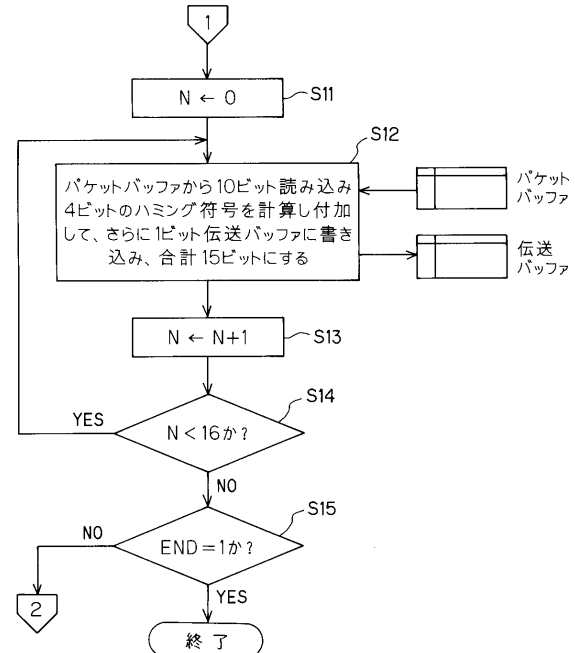 1
N ← 0
S11
S12
パケットバッファから10ビット読み込み
4ビットのハミング符号を計算し付加
して、さらに1ビット伝送バッファに書き
込み、合計15ビットにする
パケット
バッファ
伝送
バッファ
N ← N+1
S13
S14
YES
N<16か?
NO
S15
NO
END=1か?
2
YES
終了